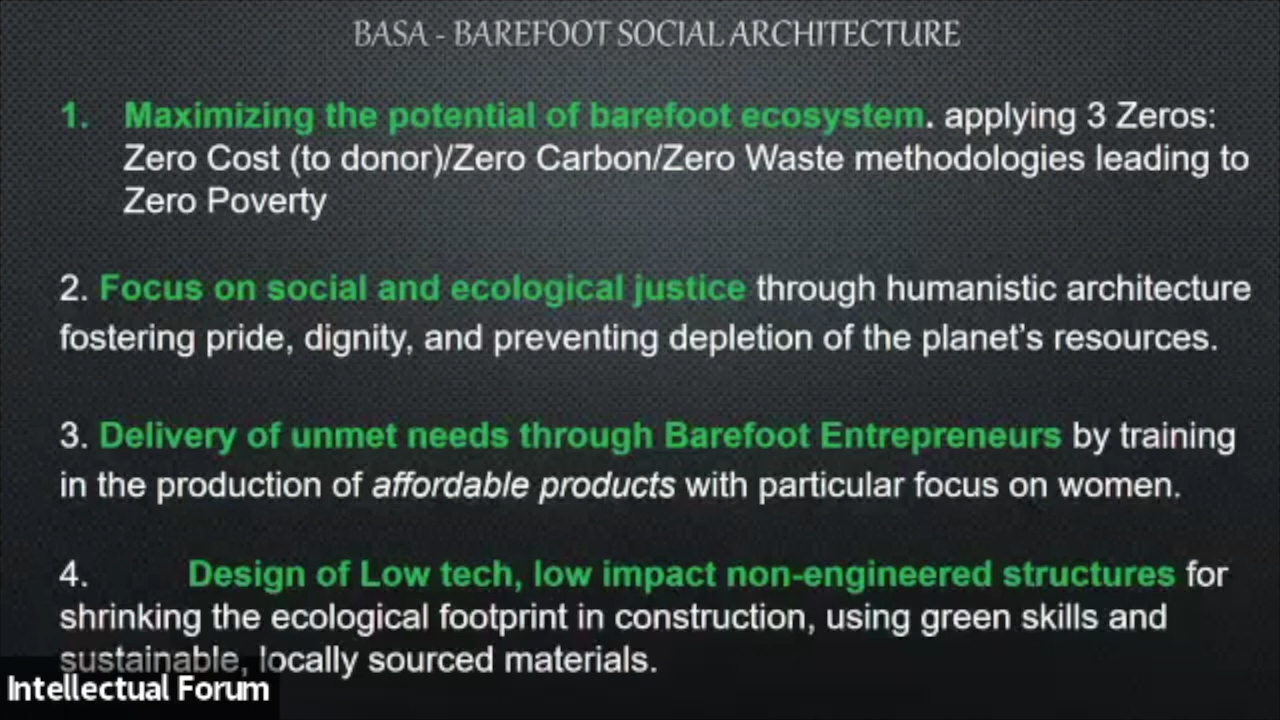 BASA - BAREFOOT SOCIAL ARCHITECTURE
1. Maximizing the potential of barefoot ecosystem. applying 3 Zeros:
Zero Cost (to donor)/Zero Carbon/Zero Waste methodologies leading to
Zero Poverty
2. Focus on social and ecological justice through humanistic architecture
fostering pride, dignity, and preventing depletion of the planet's resources.
3. Delivery of unmet needs through Barefoot Entrepreneurs by training
in the production of affordable products with particular focus on women.
4. Design of Low tech, low impact non-engineered structures for
shrinking the ecological footprint in construction, using green skills and
sustainable, locally sourced materials.
Intellectual Forum